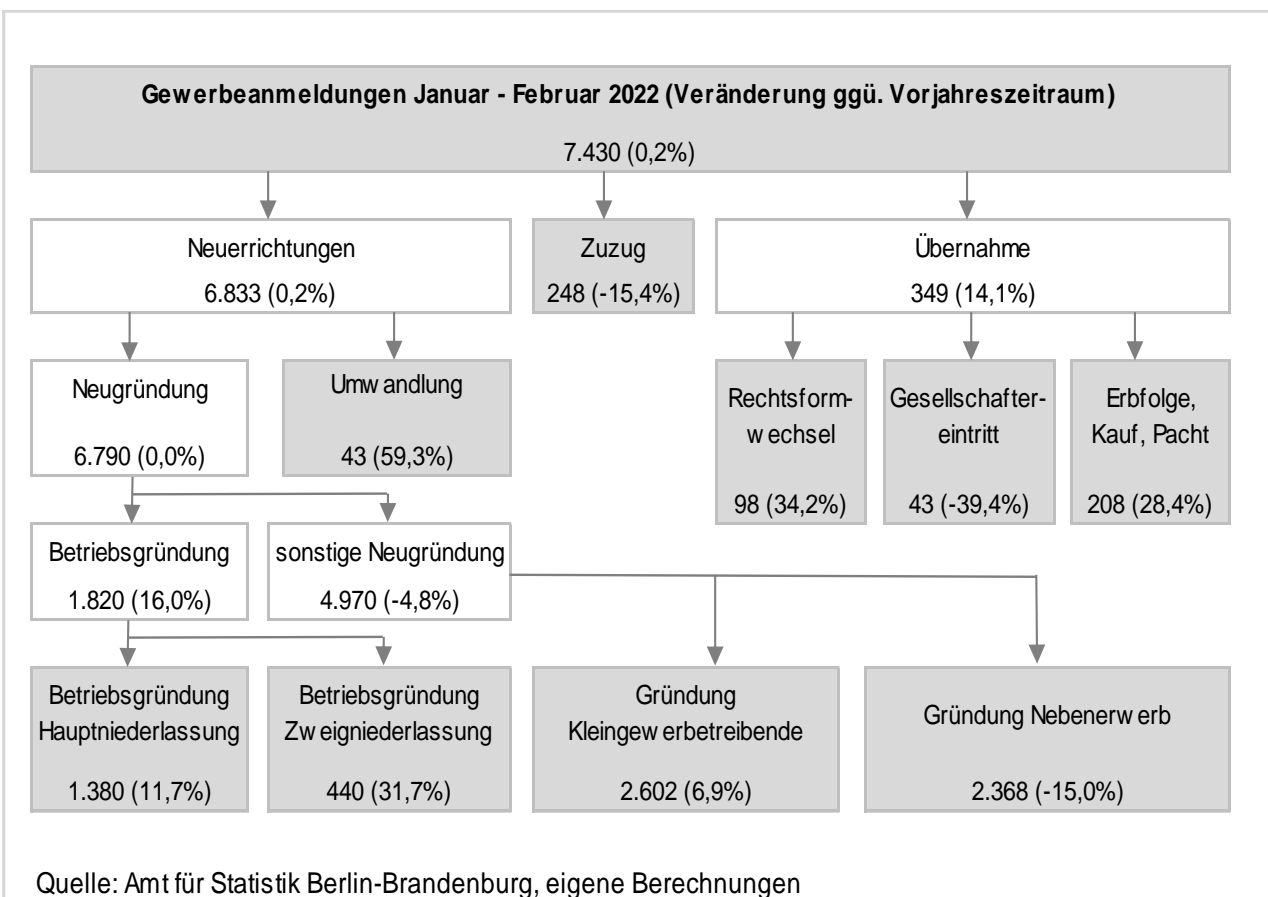 Gewerbeanmeldungen Januar - Februar 2022 (Veränderung ggü. Vorjahreszeitraum)
7.430 (0,2%)
Neuerrichtungen
6.833 (0,2%)
Zuzug
248 (-15,4%)
Übernahme
349 (14,1%)
Neugründung
6.790 (0,0%)
Umwandlung
43 (59,3%)
Rechtsform-
wechsel
98 (34,2%)
Gesellschafter-
eintritt
43 (-39,4%)
Erbfolge,
Kauf, Pacht
208 (28,4%)
Betriebsgründung
1.820 (16,0%)
sonstige Neugründung
4.970 (-4,8%)
Betriebsgründung
Hauptniederlassung
1.380 (11,7%)
Betriebsgründung
Zweigniederlassung
440 (31,7%)
Gründung
Kleingewerbetreibende
2.602 (6,9%)
Gründung Nebenerwerb
2.368 (-15,0%)
Quelle: Amt für Statistik Berlin-Brandenburg, eigene Berechnungen